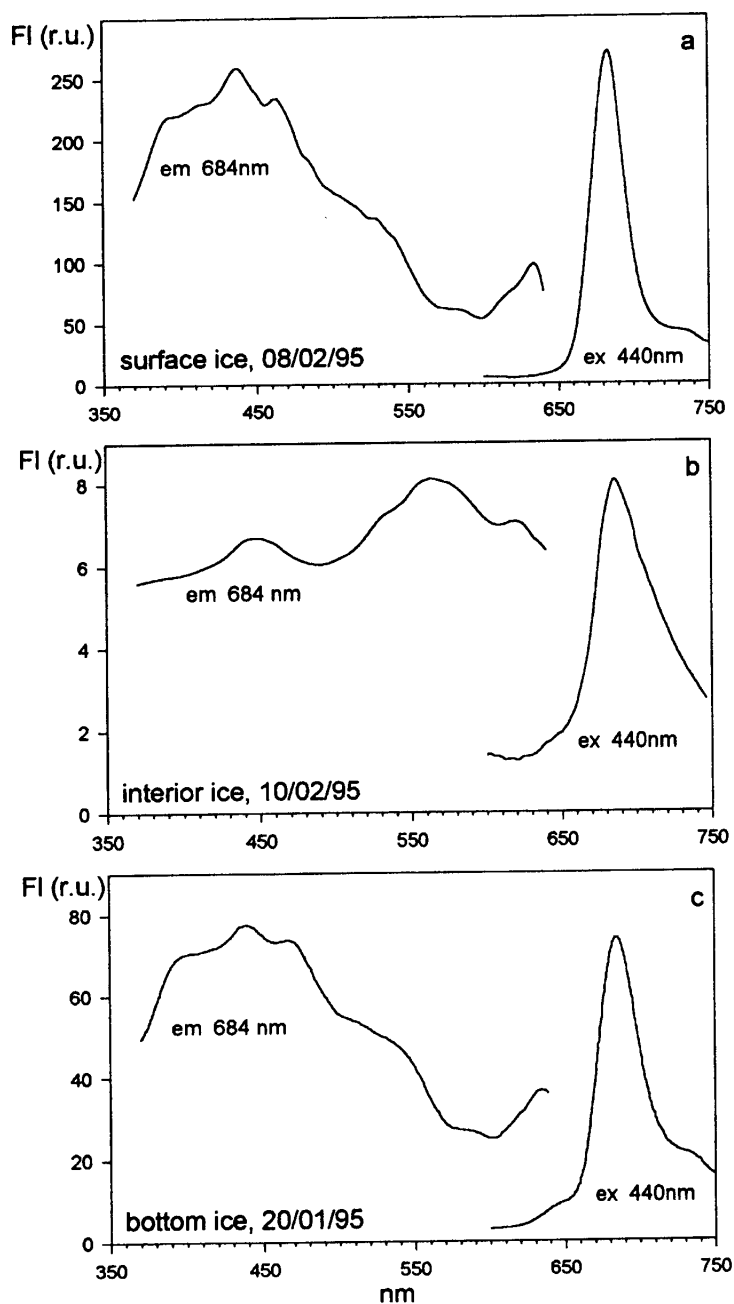 Fl (r.u.)
a
250
200
150
100
50
0
em 684nm
ex 440nm
surface ice, 08/02/95
350
450
550
650
750
Fl (r.u.)
b
8
6
4
2
0
em 684 nm
ex 440nm
interior ice, 10/02/95
350
450
550
650
750
Fl (r.u.)
c
80
60
40
20
0
em 684 nm
ex 440nm
bottom ice, 20/01/95
350
450
550
650
750
nm